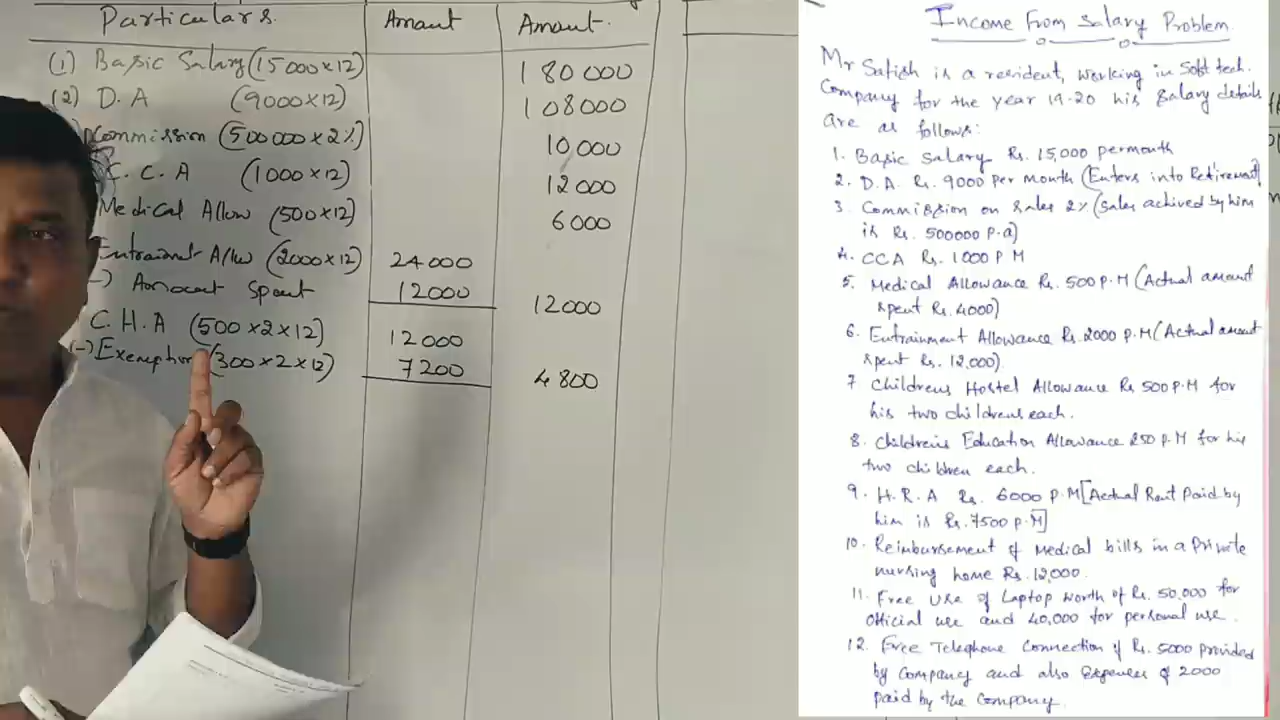 Particulars.
Amount
Amount.
(1) Basic Salary (15000×12)
180000
(2) D.A (9000×12)
108000
Commission (500000×2%)
10000
C.C.A (1000×12)
12000
Medical Allow (500×12)
6000
Entrainment Allow (2000×12)
24000
(-) Amount Spent
12000
12000
C.H.A (500×2×12)
12000
(-) Exemption (300×2×12)
7200
4800
Income From Salary Problem.
Mr Satish is a resident, working in Soft tech.
Company for the year 19-20 his Salary details
are as follows:
1. Basic Salary Rs. 15,000 per month
2. D.A. Rs. 9000 Per Month (Enters into Retirement)
3. Commission on sales 2% (Sales achived by him
is Rs. 500000 P.a)
4. CCA Rs. 1000 P M
5. Medical Allowance Rs. 500 P.M (Actual amount
spent Rs. 4000)
6. Entrainment Allowance Rs. 2000 P.M (Actual amount
spent Rs. 12,000).
7 Childrens Hostel Allowance Rs 500 P.M for
his two childrens each.
8. Children's Education Allowance 250 P.M for his
two children each.
9. H.R.A Rs. 6000 P.M [Actual Rent Paid by
him is Rs. 7500 P.M]
10. Reimbursement of Medical bills in a Private
nursing home Rs. 12,000.
11. Free Use of Laptop worth of Rs. 50,000 for
Official use and 40,000 for personal use.
12. Free Telephone Connection of Rs. 5000 provided
by Company and also Expenses of 2000
paid by the Company.